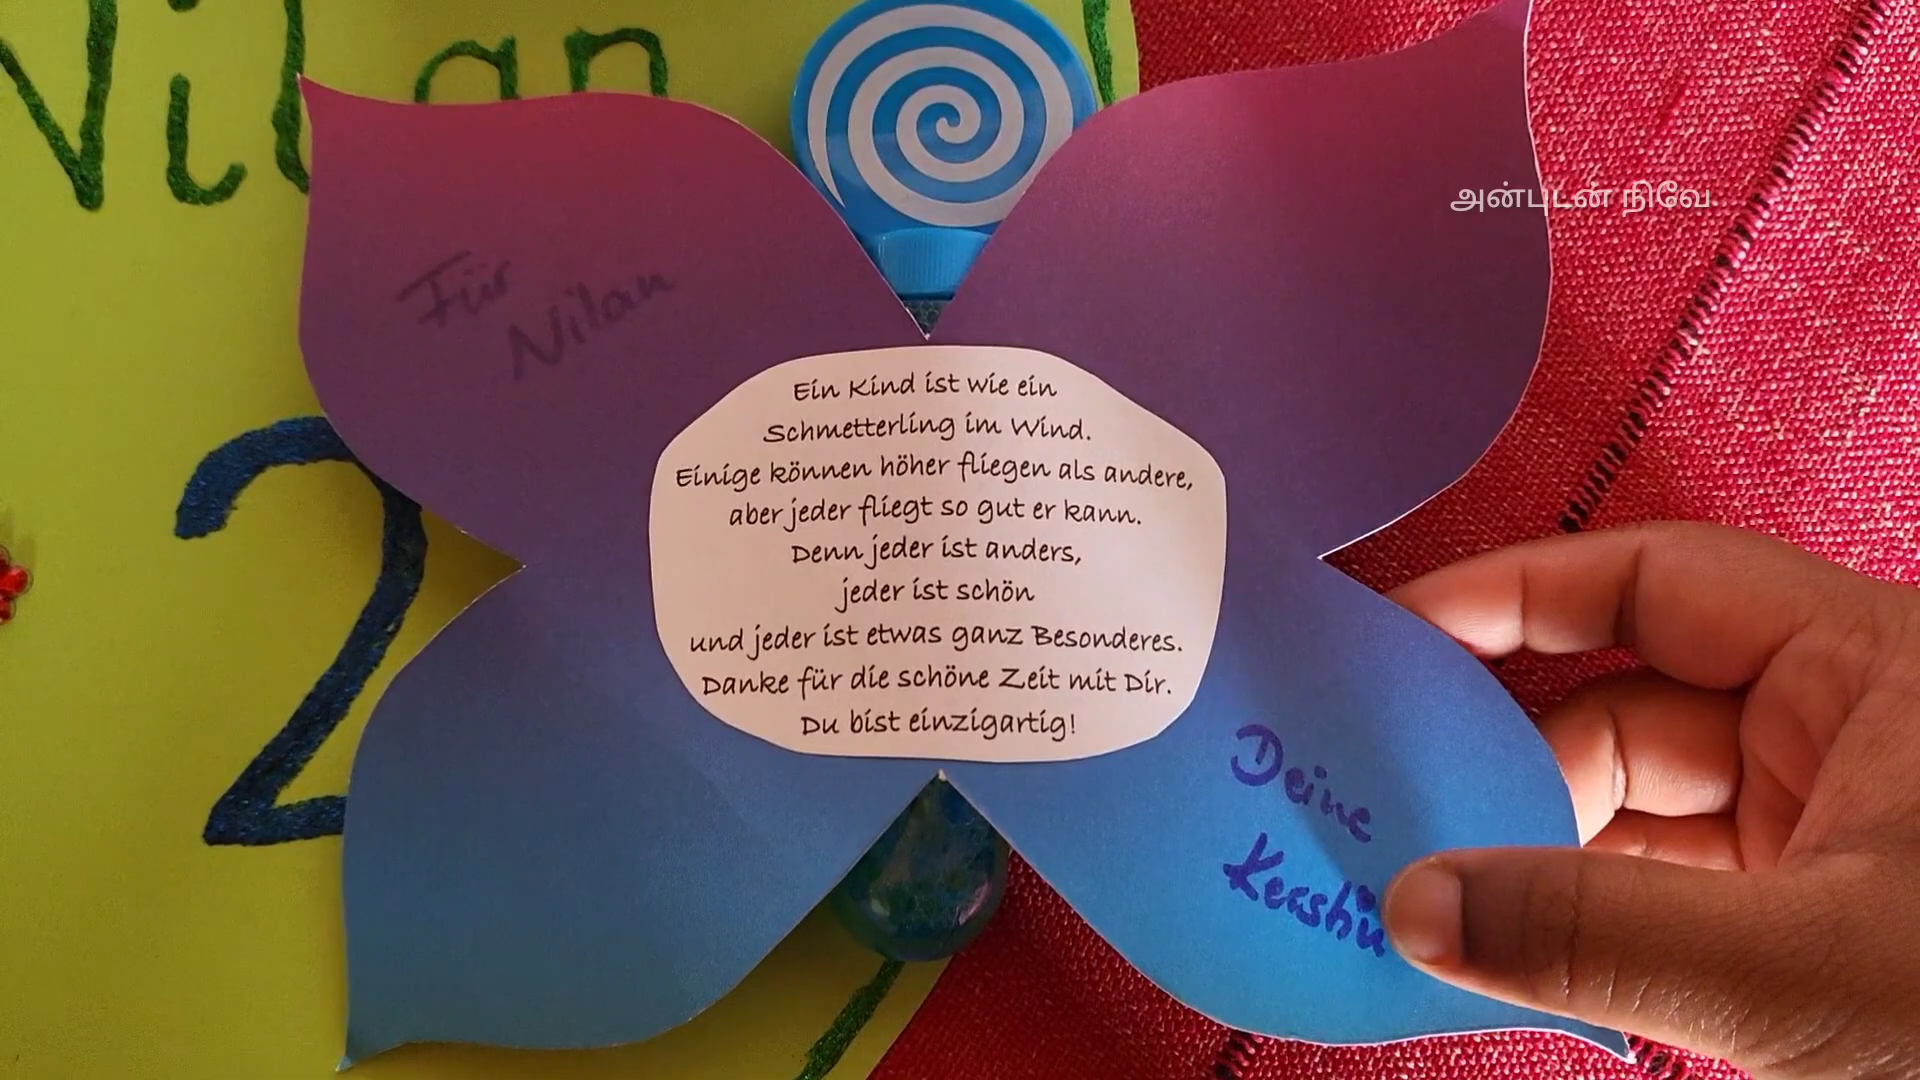 Nilan
Für
Nilan
அன்புடன் நிவே
Ein Kind ist wie ein
Schmetterling im Wind.
Einige können höher fliegen als andere,
aber jeder fliegt so gut er kann.
Denn jeder ist anders,
jeder ist schön
und jeder ist etwas ganz Besonderes.
Danke für die schöne Zeit mit Dir.
Du bist einzigartig!
2
Deine
Kerstin